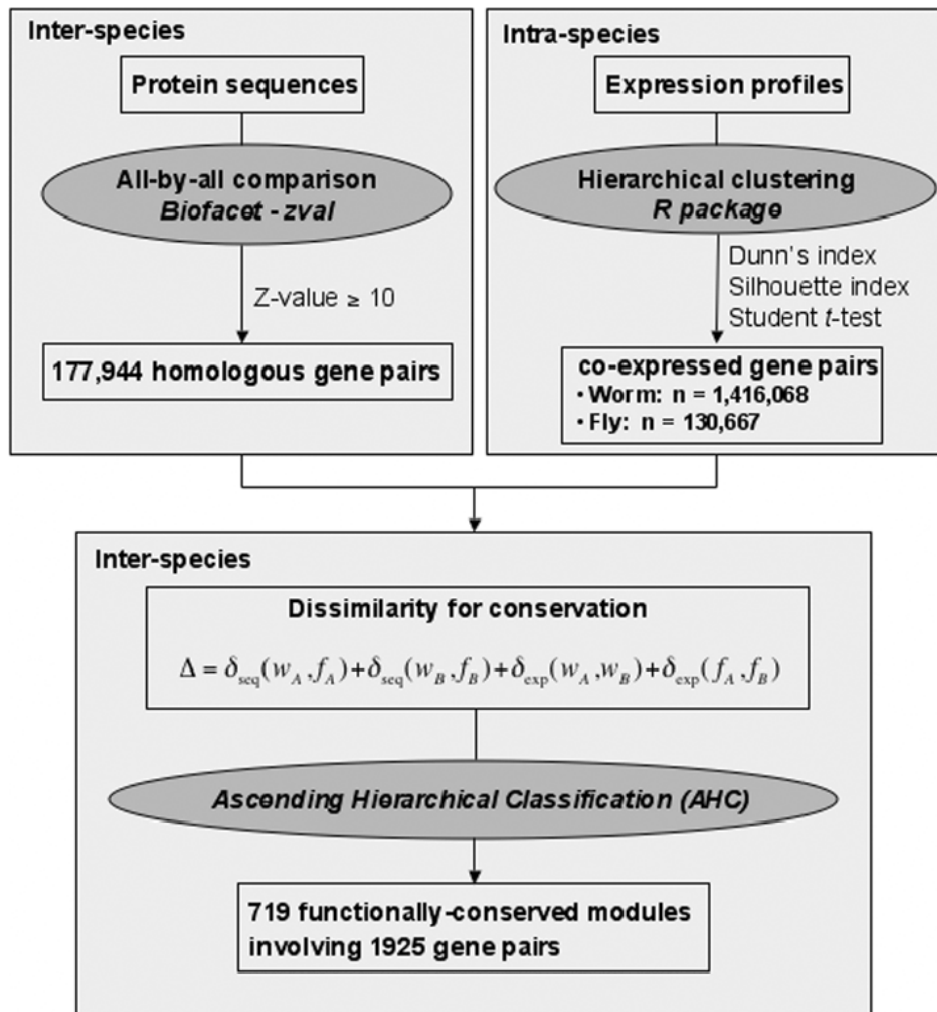 Inter-species
Protein sequences
All-by-all comparison
Biofacet - zval
Z-value ≥ 10
177,944 homologous gene pairs
Intra-species
Expression profiles
Hierarchical clustering
R package
Dunn's index
Silhouette index
Student t-test
co-expressed gene pairs
• Worm: n = 1,416,068
• Fly: n = 130,667
Inter-species
Dissimilarity for conservation
Δ = δseq(wA,fA)+δseq(wB,fB)+δexp(wA,wB)+δexp(fA,fB)
Ascending Hierarchical Classification (AHC)
719 functionally-conserved modules
involving 1925 gene pairs